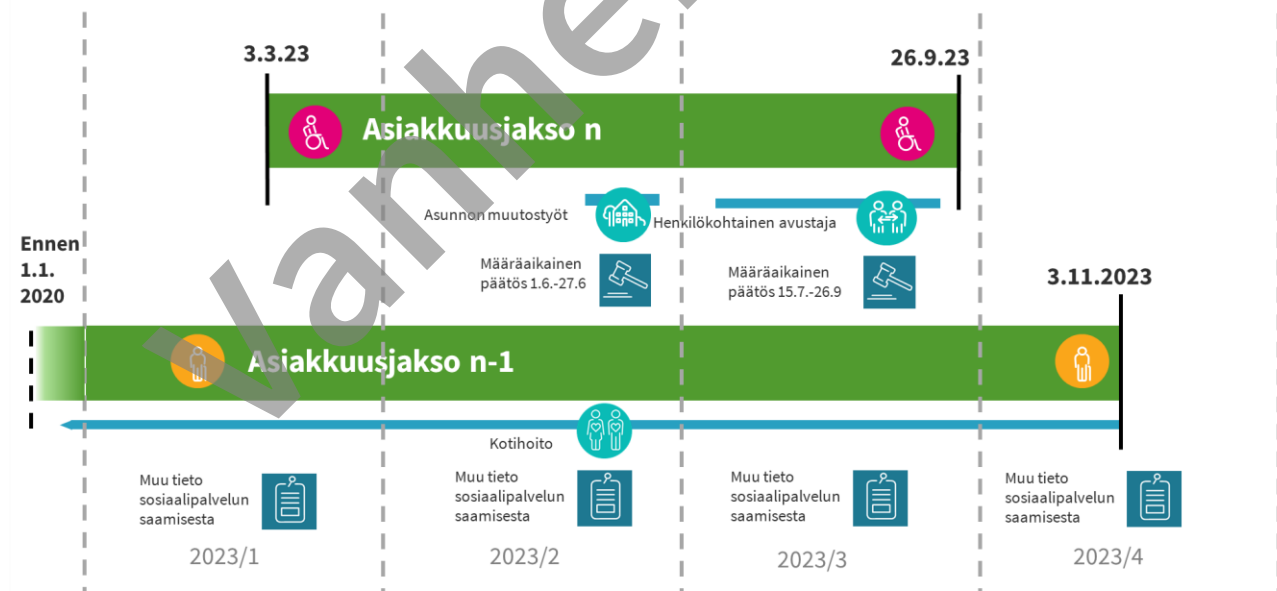 3.3.23
26.9.23
Asiakkuusjakso n
Asunnon muutostyöt
Henkilökohtainen avustaja
Määräaikainen
päätös 1.6.-27.6
Määräaikainen
päätös 15.7.-26.9
Ennen
1.1.
2020
3.11.2023
Asiakkuusjakso n-1
Kotihoito
Muu tieto
sosiaalipalvelun
saamisesta
Muu tieto
sosiaalipalvelun
saamisesta
Muu tieto
sosiaalipalvelun
saamisesta
Muu tieto
sosiaalipalvelun
saamisesta
2023/1
2023/2
2023/3
2023/4
Vanhe